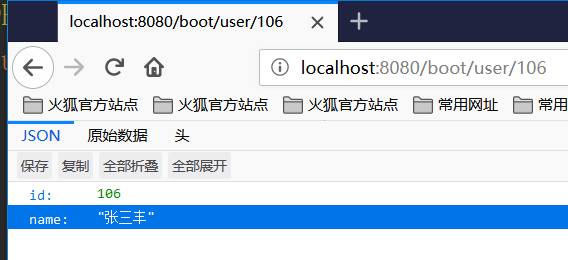 localhost:8080/boot/user/106
localhost:8080/boot/user/106
火狐官方站点 火狐官方站点 火狐官方站点 常用网址 常用
JSON 原始数据 头
保存 复制 全部折叠 全部展开
id: 106
name: "张三丰"